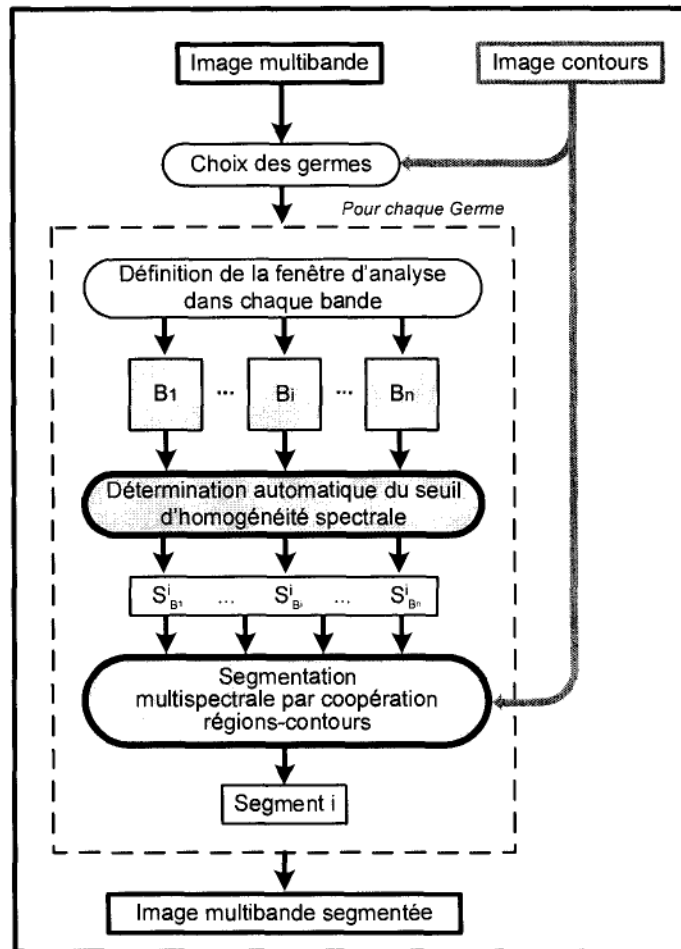 Image multibande
Image contours
Choix des germes
Pour chaque Germe
Définition de la fenêtre d'analyse
dans chaque bande
B1 ... Bi ... Bn
Détermination automatique du seuil
d'homogénéité spectrale
S^i_B1 ... S^i_Bi ... S^i_Bn
Segmentation
multispectrale par coopération
régions-contours
Segment i
Image multibande segmentée